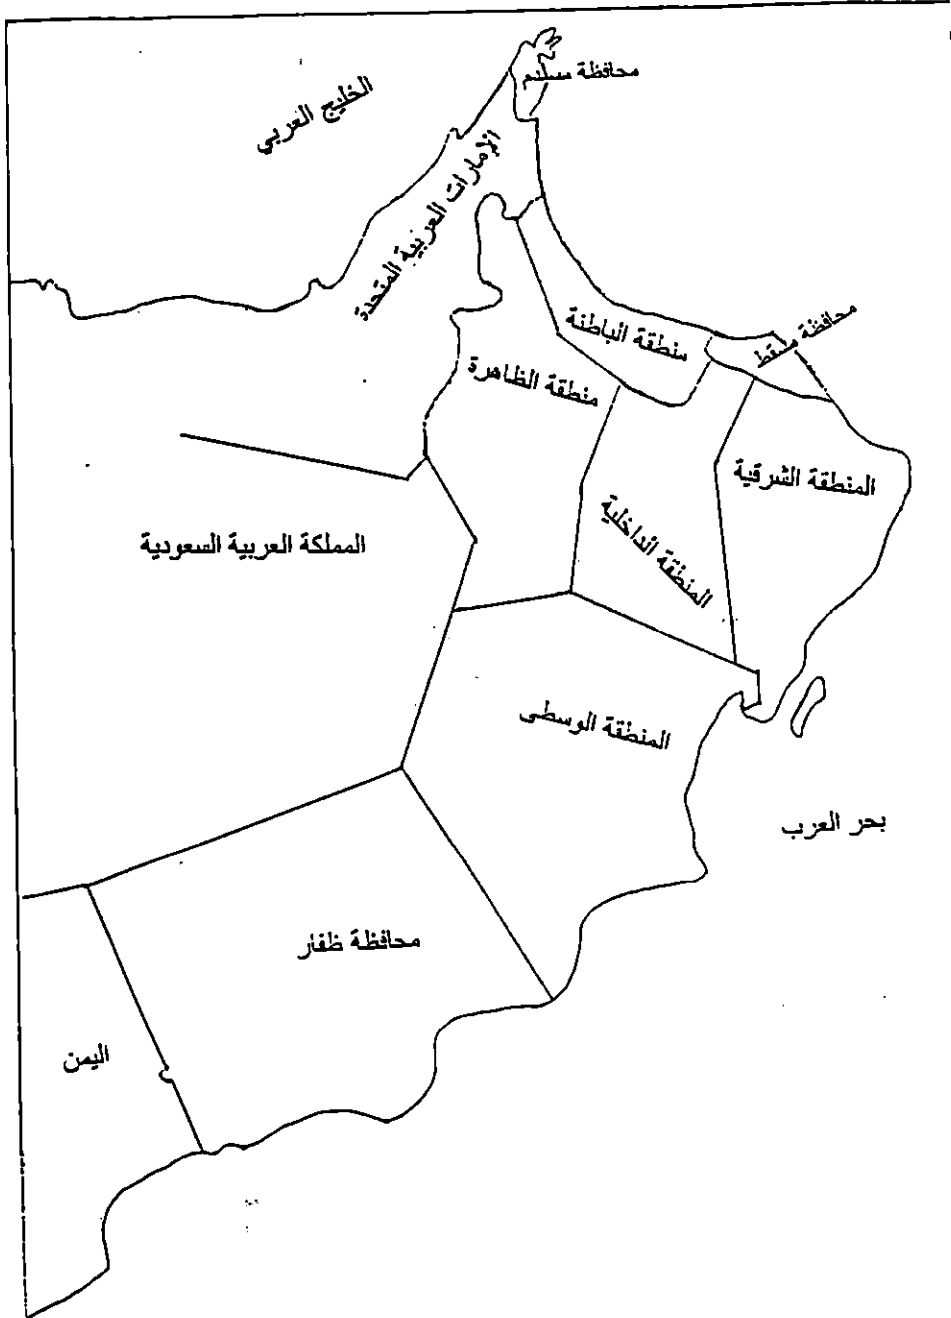 محافظة مسندم
الخليج العربي
الإمارات العربية المتحدة
محافظة مسقط
منطقة الباطنة
منطقة الظاهرة
المنطقة الشرقية
المنطقة الداخلية
المملكة العربية السعودية
المنطقة الوسطى
بحر العرب
محافظة ظفار
اليمن